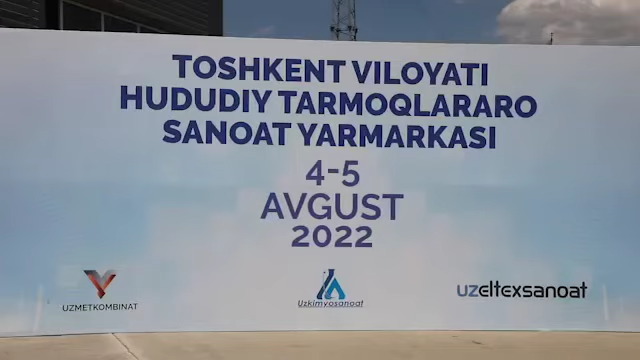 TOSHKENT VILOYATI
HUDUDIY TARMOQLARARO
SANOAT YARMARKASI
4-5
AVGUST
2022
UZMETKOMBINAT
Uzkimyosanoat
uzeltexsanoat